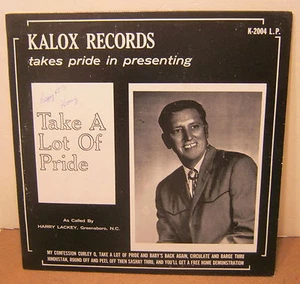 K-2004 L.P.
KALOX RECORDS
takes pride in presenting
Take A
Lot Of
Pride
As Called By
HARRY LACKEY, Greensboro, N.C.
MY CONFESSION CURLEY Q, TAKE A LOT OF PRIDE AND BABY'S BACK AGAIN, CIRCULATE AND BARGE THRU
HINDUSTAN, ROUND OFF AND PEEL OFF THEN SASHAY THRU, AND YOU'LL GET A FREE HOME DEMONSTRATION